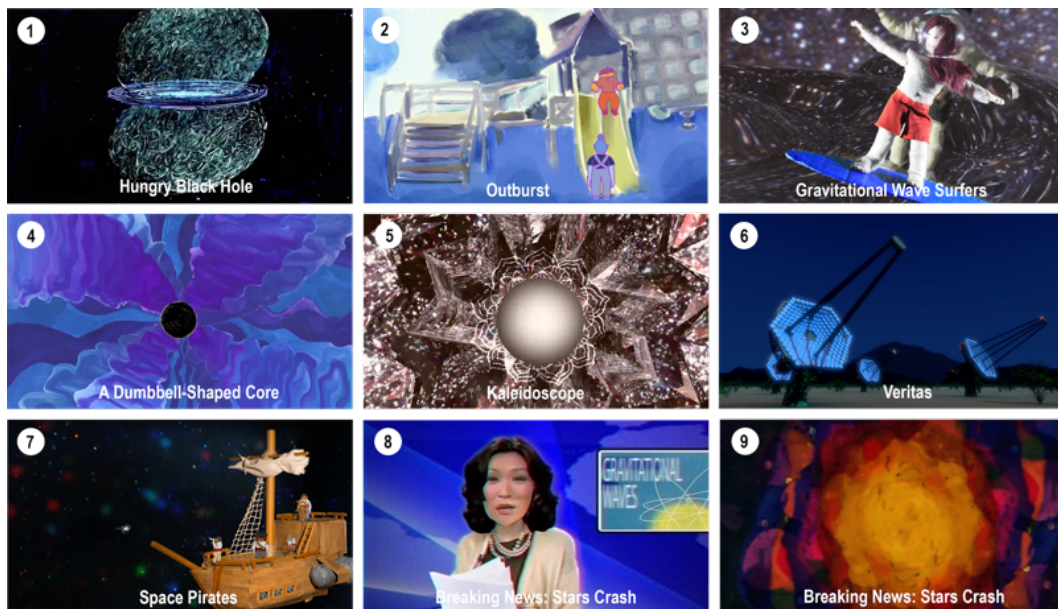 1
Hungry Black Hole
2
Outburst
3
Gravitational Wave Surfers
4
A Dumbbell-Shaped Core
5
Kaleidoscope
6
Veritas
7
Space Pirates
8
GRAVITATIONAL
WAVES
Breaking News: Stars Crash
9
Breaking News: Stars Crash